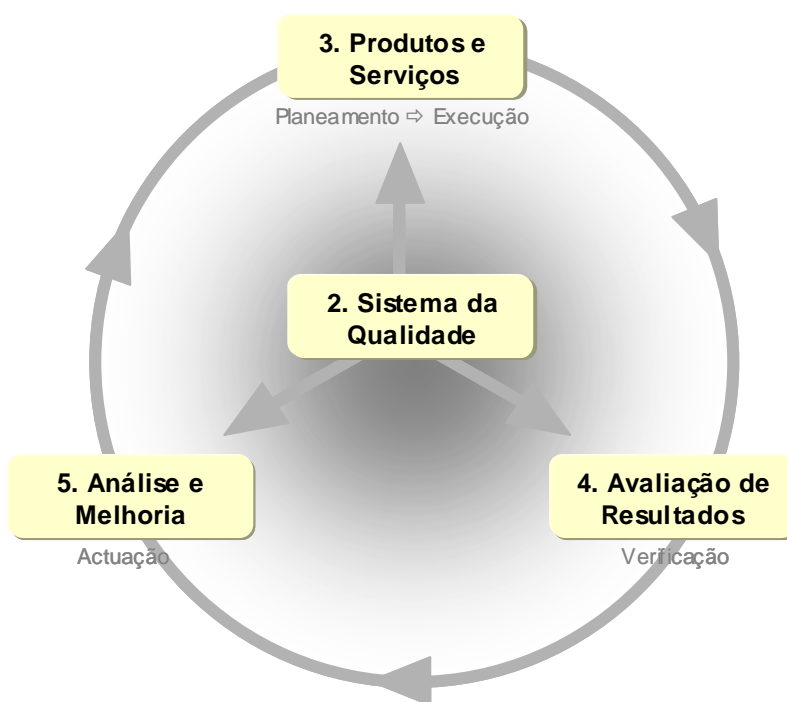 3. Produtos e
Serviços
Planeamento ⇨ Execução
2. Sistema da
Qualidade
5. Análise e
Melhoria
Actuação
4. Avaliação de
Resultados
Verificação